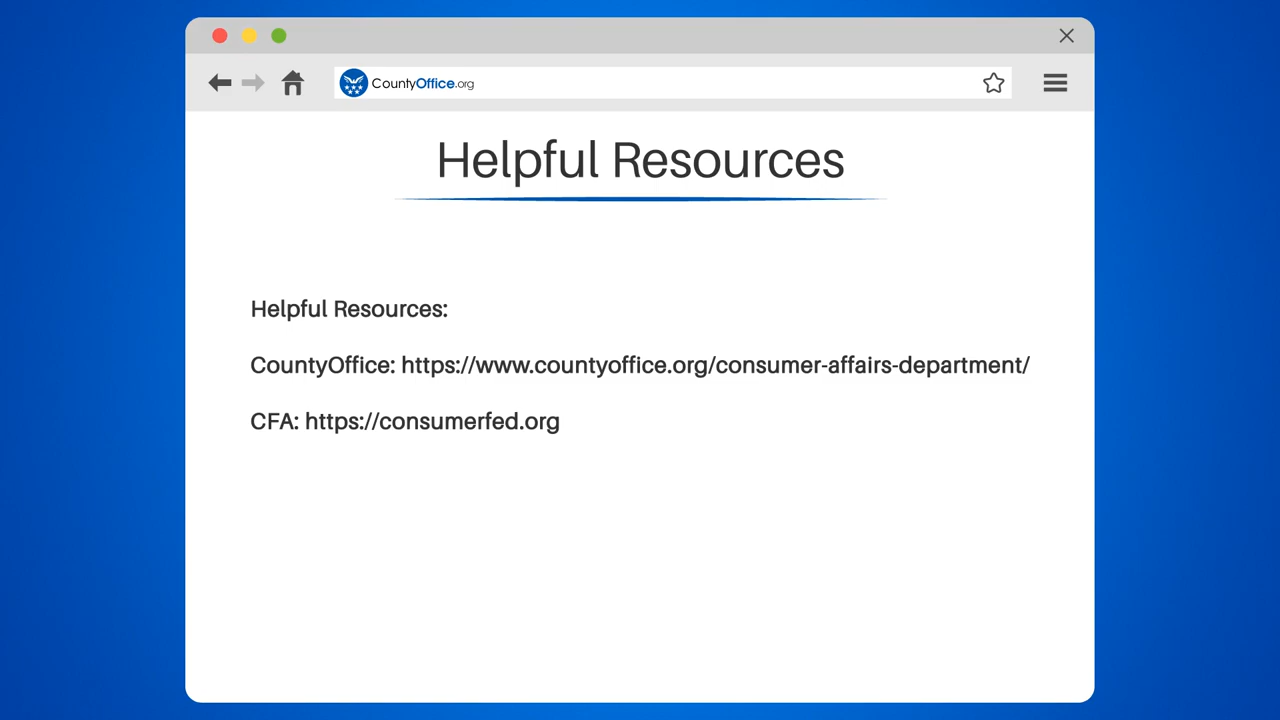 CountyOffice.org
Helpful Resources
Helpful Resources:
CountyOffice: https://www.countyoffice.org/consumer-affairs-department/
CFA: https://consumerfed.org